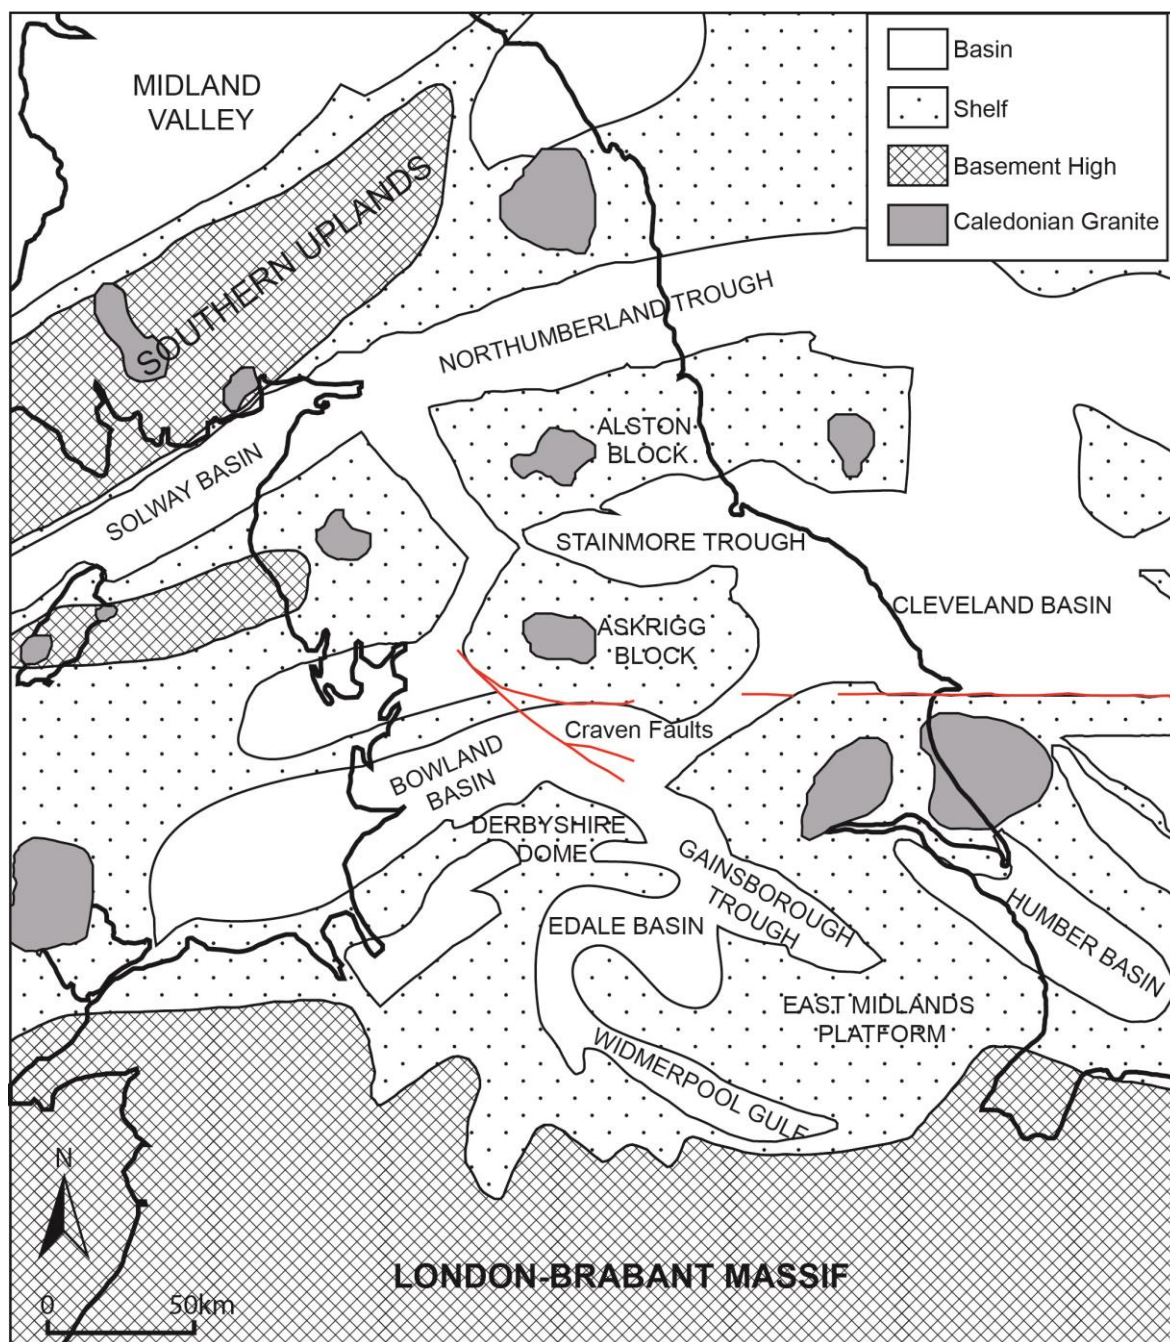 MIDLAND
VALLEY
Basin
Shelf
Basement High
Caledonian Granite
SOUTHERN UPLANDS
NORTHUMBERLAND TROUGH
ALSTON
BLOCK
SOLWAY BASIN
STAINMORE TROUGH
CLEVELAND BASIN
ASKRIGG
BLOCK
Craven Faults
BOWLAND
BASIN
DERBYSHIRE
DOME
GAINSBOROUGH
TROUGH
EDALE BASIN
HUMBER BASIN
EAST MIDLANDS
PLATFORM
WIDMERPOOL GULF
N
LONDON-BRABANT MASSIF
0 50km